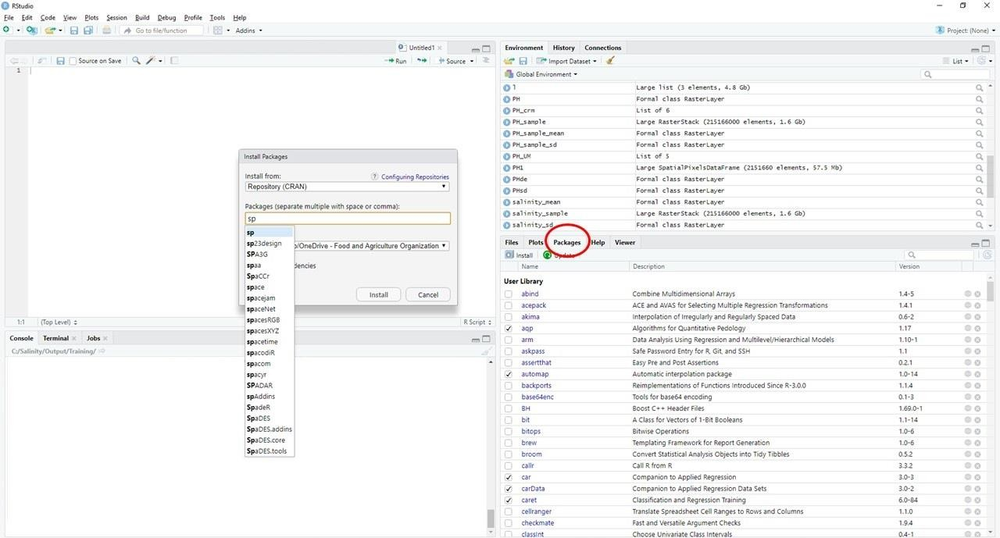 RStudio
File Edit Code View Plots Session Build Debug Profile Tools Help
Go to file/function Addins Project: (None)
Untitled1
Source on Save Run Source
1
1:1 (Top Level) R Script
Console Terminal Jobs
C:/Salinity/Output/Training/
Install Packages
Install from: ? Configuring Repositories
Repository (CRAN)
Packages (separate multiple with space or comma):
sp
/OneDrive - Food and Agriculture Organization
dencies
Install Cancel
sp
sp23design
SPA3G
spaa
SpaCCr
space
spacejam
spaceNet
spacesRGB
spacesXYZ
spacetime
spacodiR
spacom
spacyr
SPADAR
spAddins
SpadeR
SpaDES
SpaDES.addins
SpaDES.core
SpaDES.tools
Environment History Connections
Import Dataset List
Global Environment
l Large list (3 elements, 4.8 Gb)
PH Formal class RasterLayer
PH_crm List of 6
PH_sample Large RasterStack (215166000 elements, 1.6 Gb)
PH_sample_mean Formal class RasterLayer
PH_sample_sd Formal class RasterLayer
PH_UM List of 5
PH1 Large SpatialPixelsDataFrame (2151660 elements, 57.5 Mb)
PHde Formal class RasterLayer
PHsd Formal class RasterLayer
salinity_mean Formal class RasterLayer
salinity_sample Large RasterStack (215166000 elements, 1.6 Gb)
salinity_sd Formal class RasterLayer
Files Plots Packages Help Viewer
Install Update
Name Description Version
User Library
abind Combine Multidimensional Arrays 1.4-5
acepack ACE and AVAS for Selecting Multiple Regression Transformations 1.4.1
akima Interpolation of Irregularly and Regularly Spaced Data 0.6-2
aqp Algorithms for Quantitative Pedology 1.17
arm Data Analysis Using Regression and Multilevel/Hierarchical Models 1.10-1
askpass Safe Password Entry for R, Git, and SSH 1.1
assertthat Easy Pre and Post Assertions 0.2.1
automap Automatic interpolation package 1.0-14
backports Reimplementations of Functions Introduced Since R-3.0.0 1.1.4
base64enc Tools for base64 encoding 0.1-3
BH Boost C++ Header Files 1.69.0-1
bit A Class for Vectors of 1-Bit Booleans 1.1-14
bitops Bitwise Operations 1.0-6
brew Templating Framework for Report Generation 1.0-6
broom Convert Statistical Analysis Objects into Tidy Tibbles 0.5.2
callr Call R from R 3.3.2
car Companion to Applied Regression 3.0-3
carData Companion to Applied Regression Data Sets 3.0-2
caret Classification and Regression Training 6.0-84
cellranger Translate Spreadsheet Cell Ranges to Rows and Columns 1.1.0
checkmate Fast and Versatile Argument Checks 1.9.4
classInt Choose Univariate Class Intervals 0.4-1